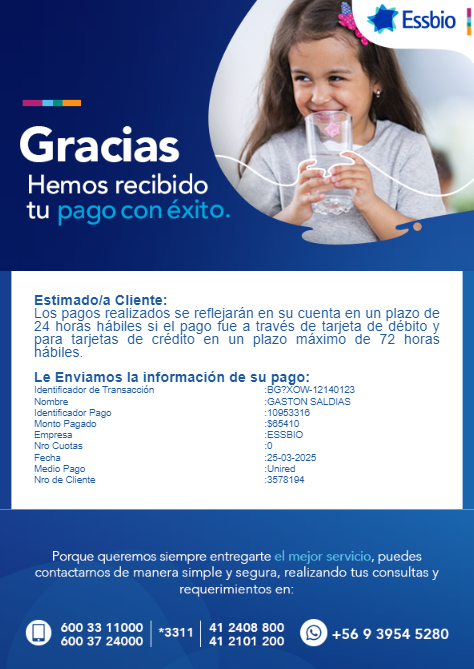 Essbio
Gracias
Hemos recibido
tu pago con éxito.
Estimado/a Cliente:
Los pagos realizados se reflejarán en su cuenta en un plazo de
24 horas hábiles si el pago fue a través de tarjeta de débito y
para tarjetas de crédito en un plazo máximo de 72 horas
hábiles.
Le Enviamos la información de su pago:
Identificador de Transacción :BG?XOW-12140123
Nombre :GASTON SALDIAS
Identificador Pago :10953316
Monto Pagado :$65410
Empresa :ESSBIO
Nro Cuotas :0
Fecha :25-03-2025
Medio Pago :Unired
Nro de Cliente :3578194
Porque queremos siempre entregarte el mejor servicio, puedes
contactarnos de manera simple y segura, realizando tus consultas y
requerimientos en:
600 33 11000 *3311 41 2408 800 +56 9 3954 5280
600 37 24000 41 2101 200